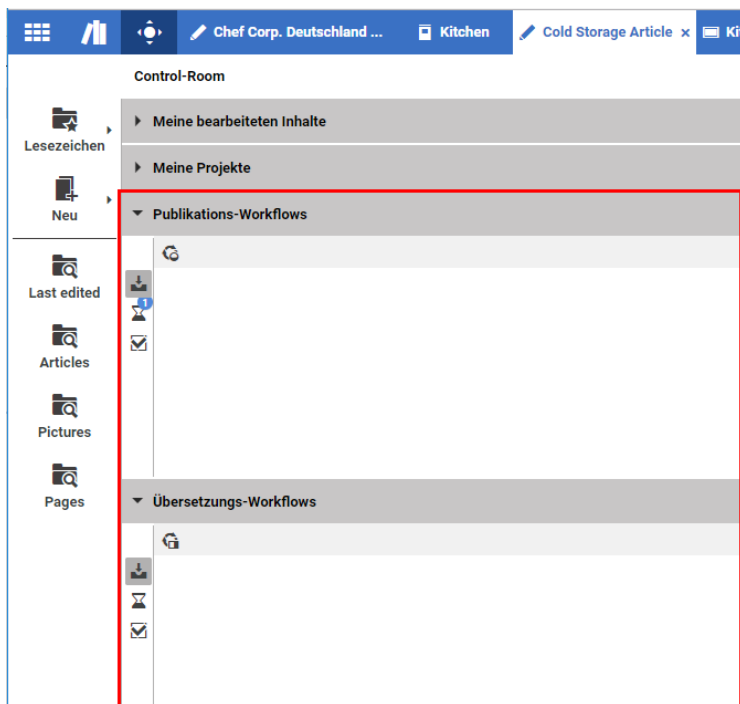 Chef Corp. Deutschland ...
Kitchen
Cold Storage Article x
Ki
Control-Room
Lesezeichen
Neu
Last edited
Articles
Pictures
Pages
Meine bearbeiteten Inhalte
Meine Projekte
Publikations-Workflows
1
Übersetzungs-Workflows